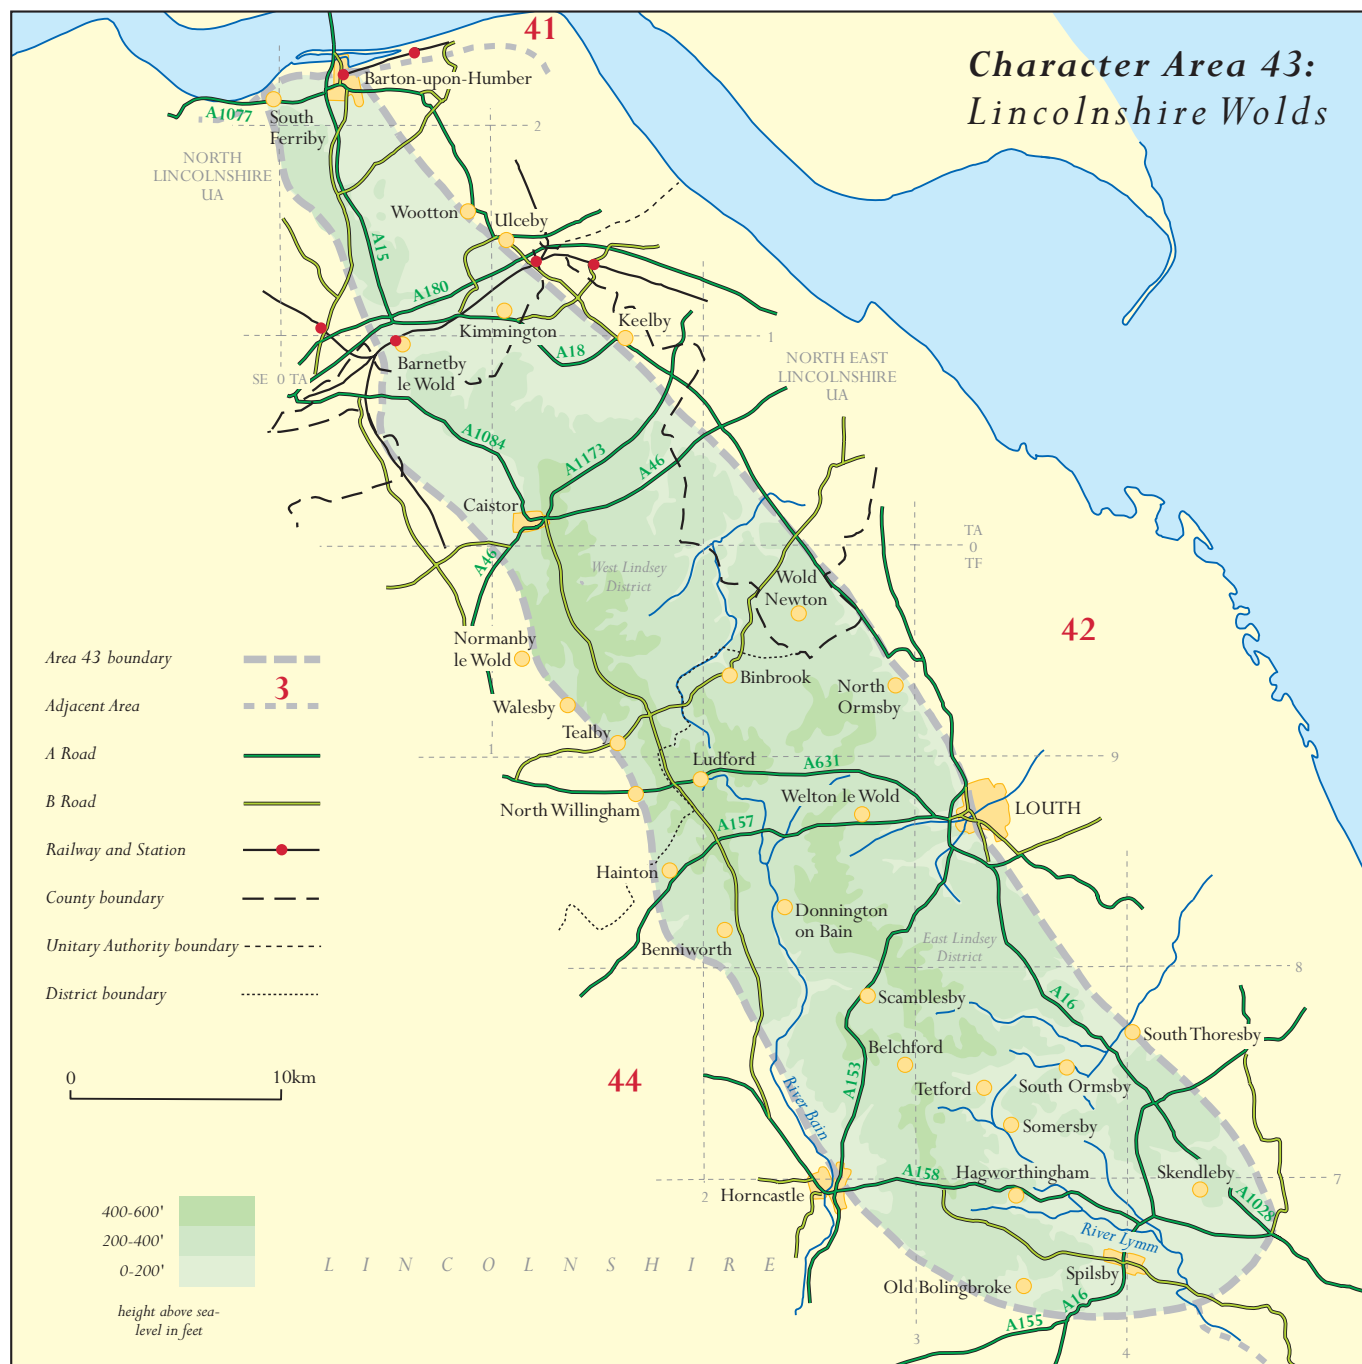 41
Character Area 43:
Lincolnshire Wolds
Barton-upon-Humber
A1077
South
Ferriby
2
NORTH
LINCOLNSHIRE
UA
Wootton
Ulceby
A15
A180
Kimmington
Keelby
1
A18
Barnetby
le Wold
SE 0 TA
NORTH EAST
LINCOLNSHIRE
UA
A1084
A1173
A46
Caistor
TA
0
TF
A46
West Lindsey
District
Wold
Newton
42
Normanby
le Wold
Binbrook
North
Ormsby
Walesby
Tealby
1
Ludford
A631
9
North Willingham
Welton le Wold
LOUTH
A157
Hainton
Donnington
on Bain
Benniworth
East Lindsey
District
8
Scamblesby
A16
South Thoresby
Belchford
44
A153
Tetford
South Ormsby
River Bain
Somersby
A158
Hagworthingham
Skendleby
7
2
Horncastle
A1028
River Lymm
Spilsby
Old Bolingbroke
A16
A155
3
4
LINCOLNSHIRE
Area 43 boundary
3
Adjacent Area
A Road
B Road
Railway and Station
County boundary
Unitary Authority boundary
District boundary
0
10km
400-600'
200-400'
0-200'
height above sea-
level in feet